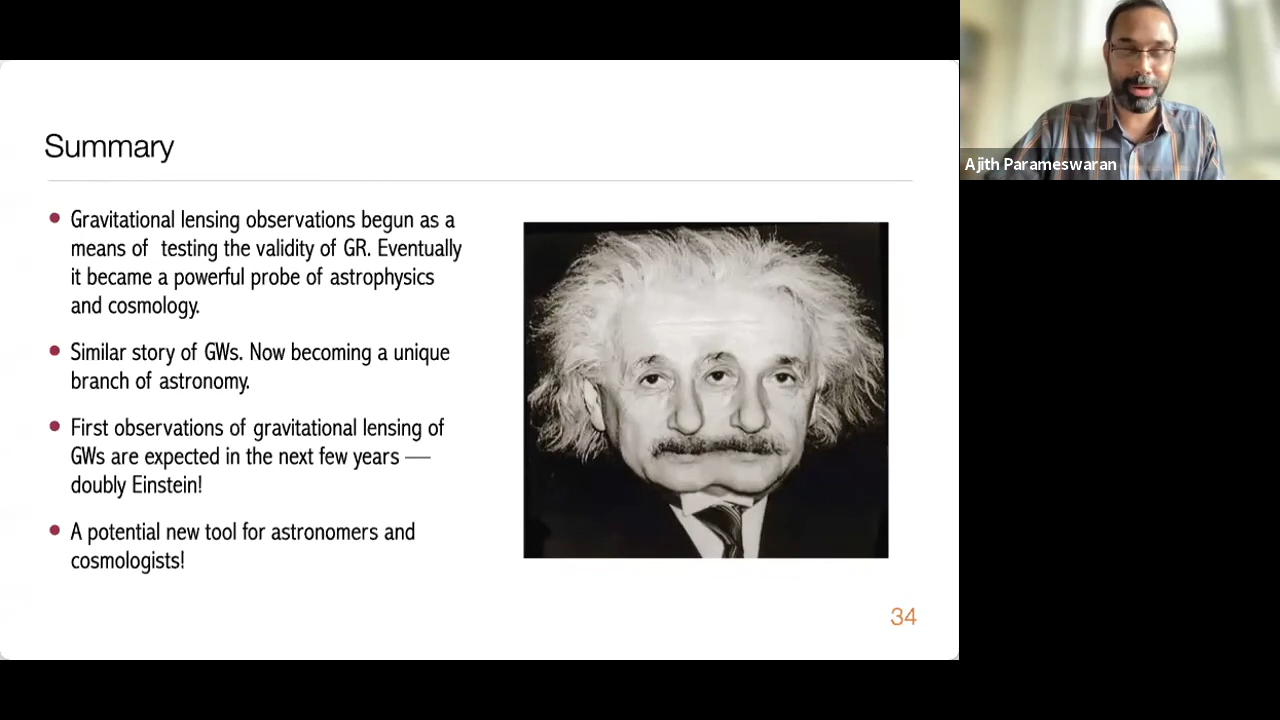 Summary
Gravitational lensing observations begun as a
means of testing the validity of GR. Eventually
it became a powerful probe of astrophysics
and cosmology.
Similar story of GWs. Now becoming a unique
branch of astronomy.
First observations of gravitational lensing of
GWs are expected in the next few years —
doubly Einstein!
A potential new tool for astronomers and
cosmologists!
34
Ajith Parameswaran